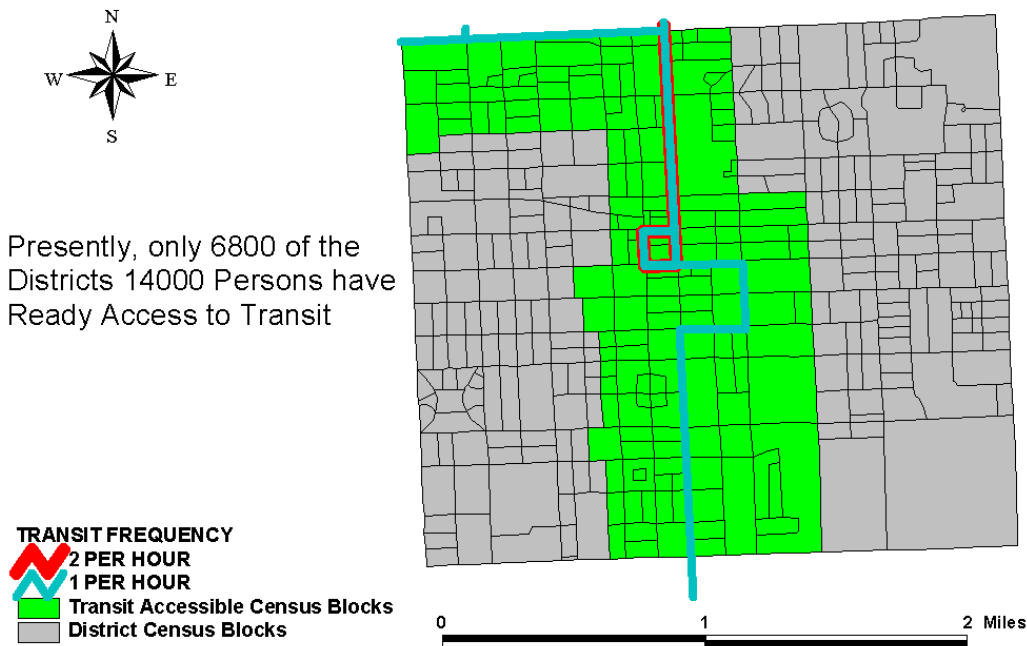 N
W E
S
Presently, only 6800 of the
Districts 14000 Persons have
Ready Access to Transit
TRANSIT FREQUENCY
2 PER HOUR
1 PER HOUR
Transit Accessible Census Blocks
District Census Blocks
0 1 2 Miles